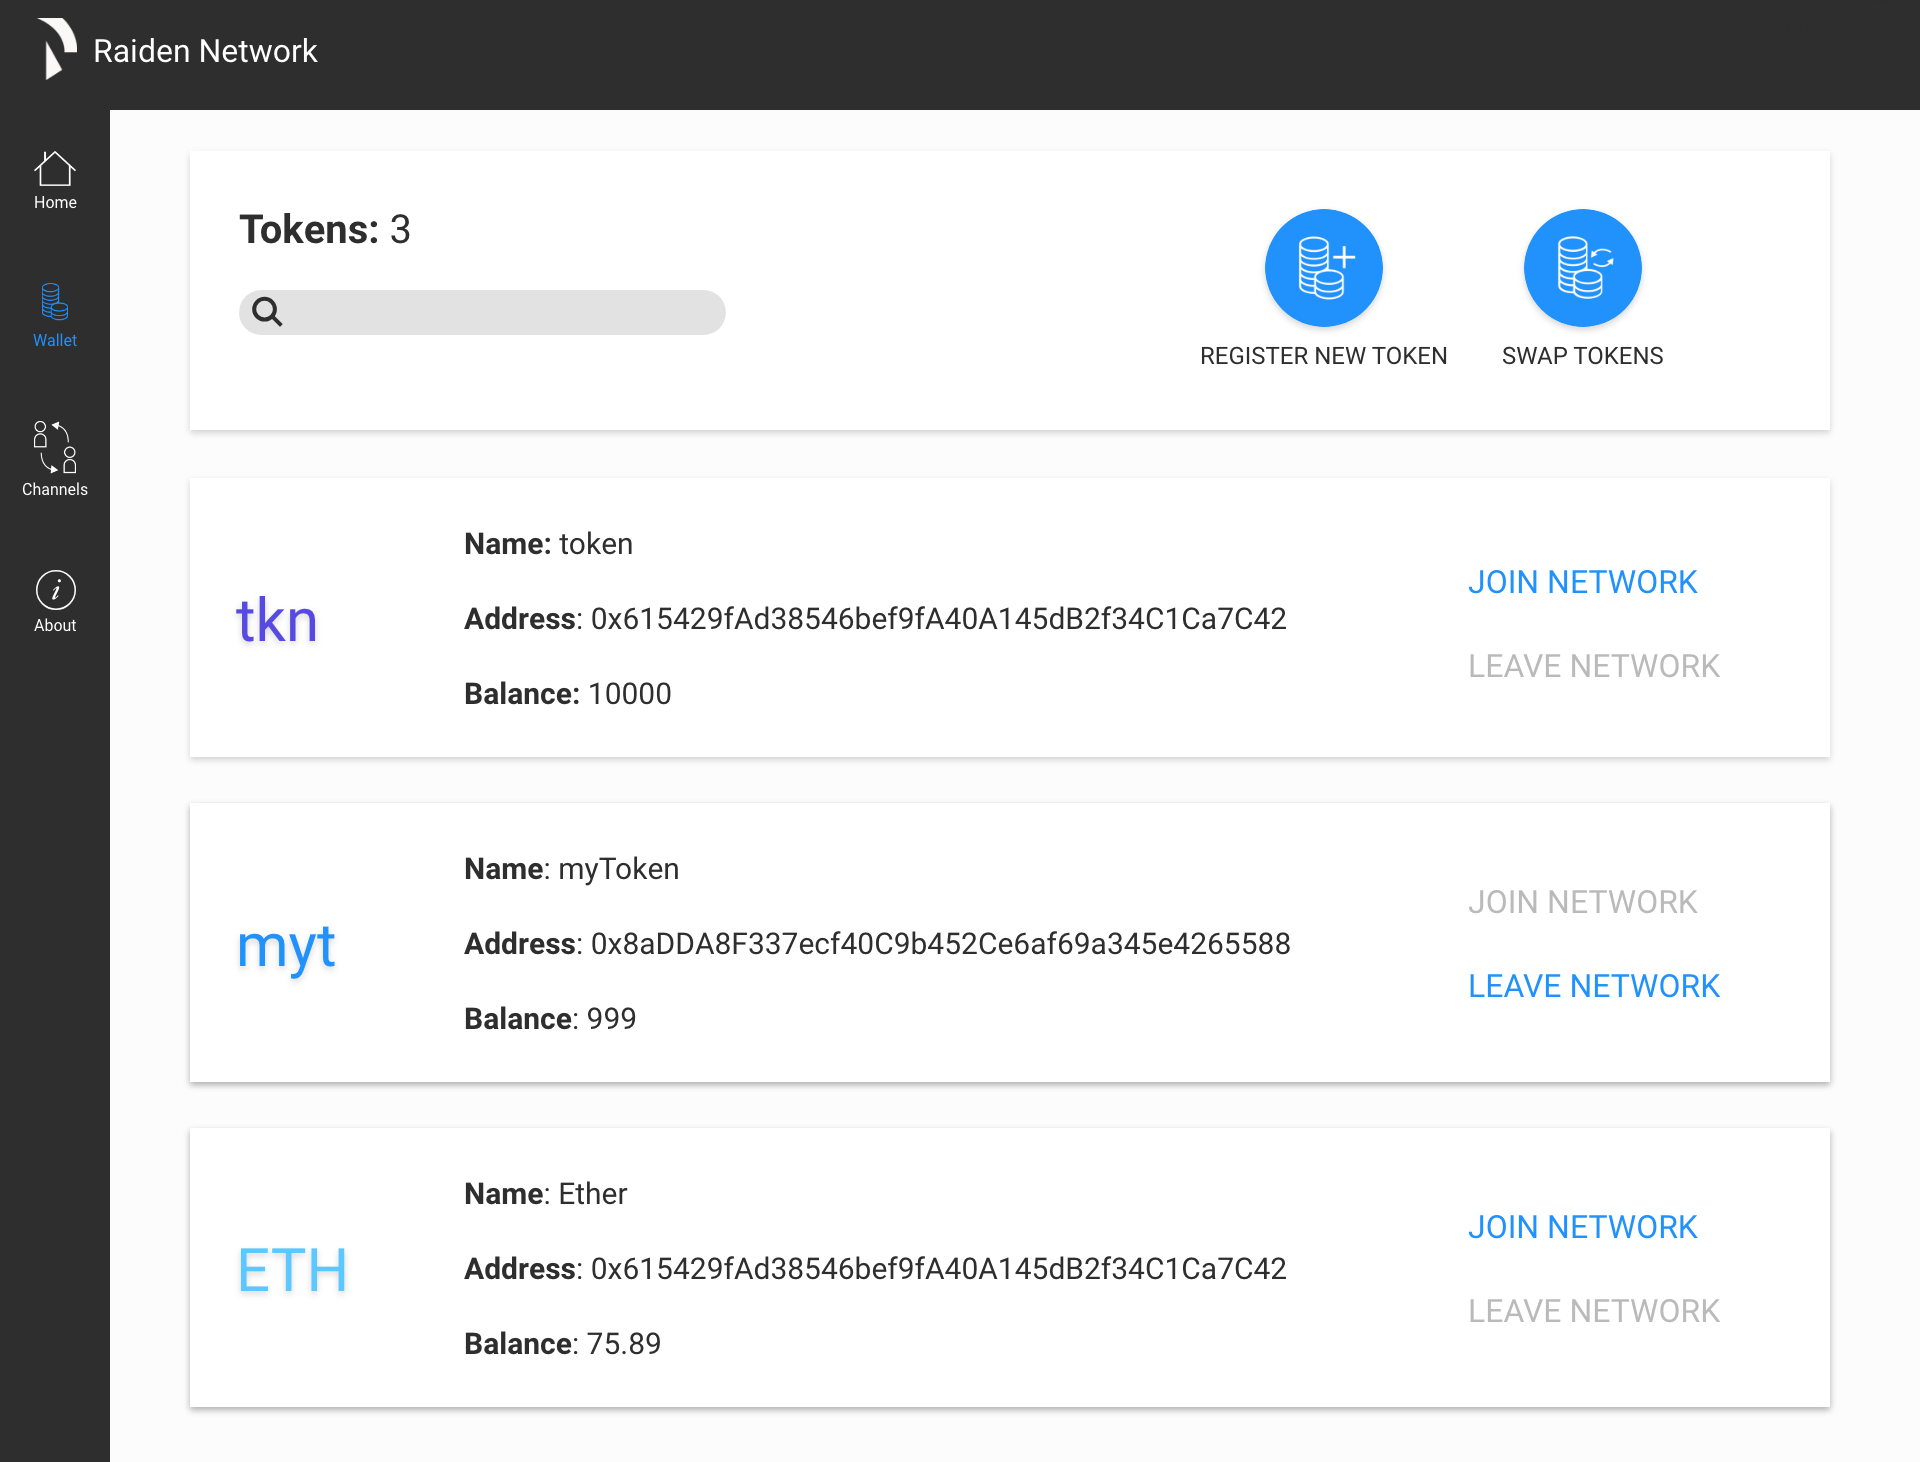 Raiden Network
Home
Wallet
Channels
About
Tokens: 3
REGISTER NEW TOKEN
SWAP TOKENS
tkn
Name: token
Address: 0x615429fAd38546bef9fA40A145dB2f34C1Ca7C42
Balance: 10000
JOIN NETWORK
LEAVE NETWORK
myt
Name: myToken
Address: 0x8aDDA8F337ecf40C9b452Ce6af69a345e4265588
Balance: 999
JOIN NETWORK
LEAVE NETWORK
ETH
Name: Ether
Address: 0x615429fAd38546bef9fA40A145dB2f34C1Ca7C42
Balance: 75.89
JOIN NETWORK
LEAVE NETWORK